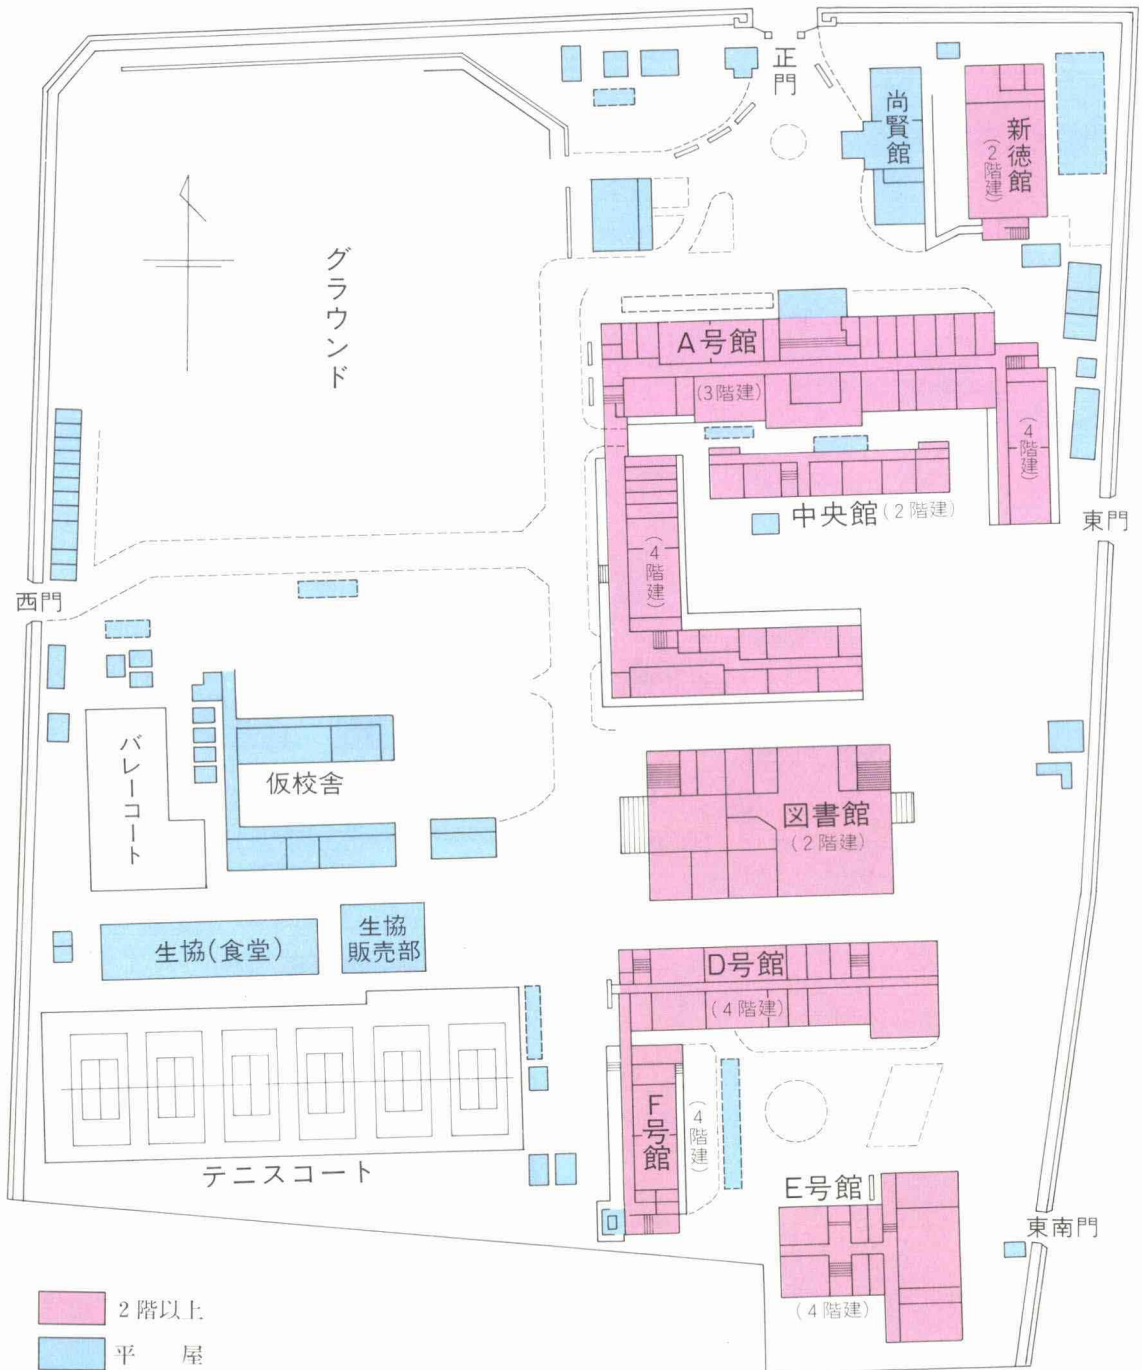 正門
尚賢館
新徳館
(2階建)
グラウンド
A号館
(3階建)
(4階建)
中央館(2階建)
東門
(4階建)
西門
バレーコート
仮校舎
図書館
(2階建)
生協(食堂)
生協
販売部
D号館
(4階建)
F号館
(4階建)
テニスコート
E号館
(4階建)
東南門
2階以上
平 屋